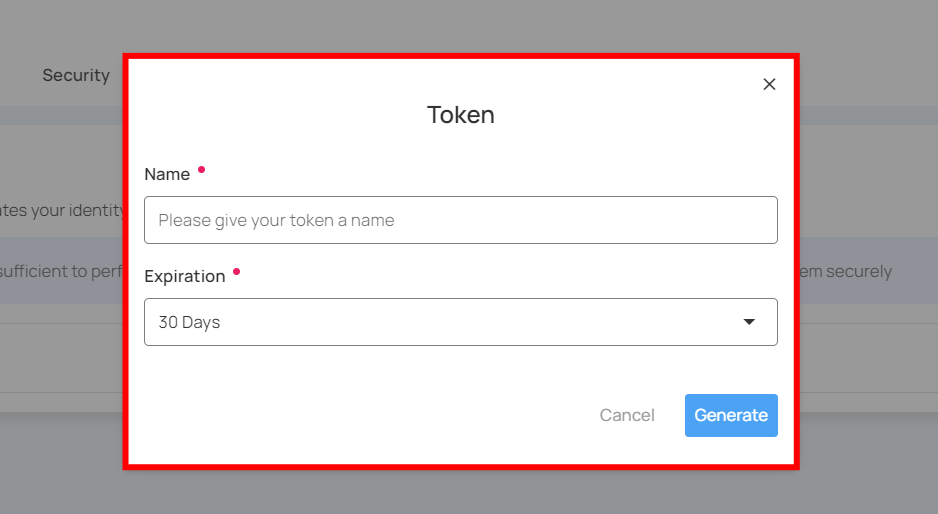 Security
Token
Name
ates your identity
Please give your token a name
sufficient to perf
em securely
Expiration
30 Days
Cancel
Generate